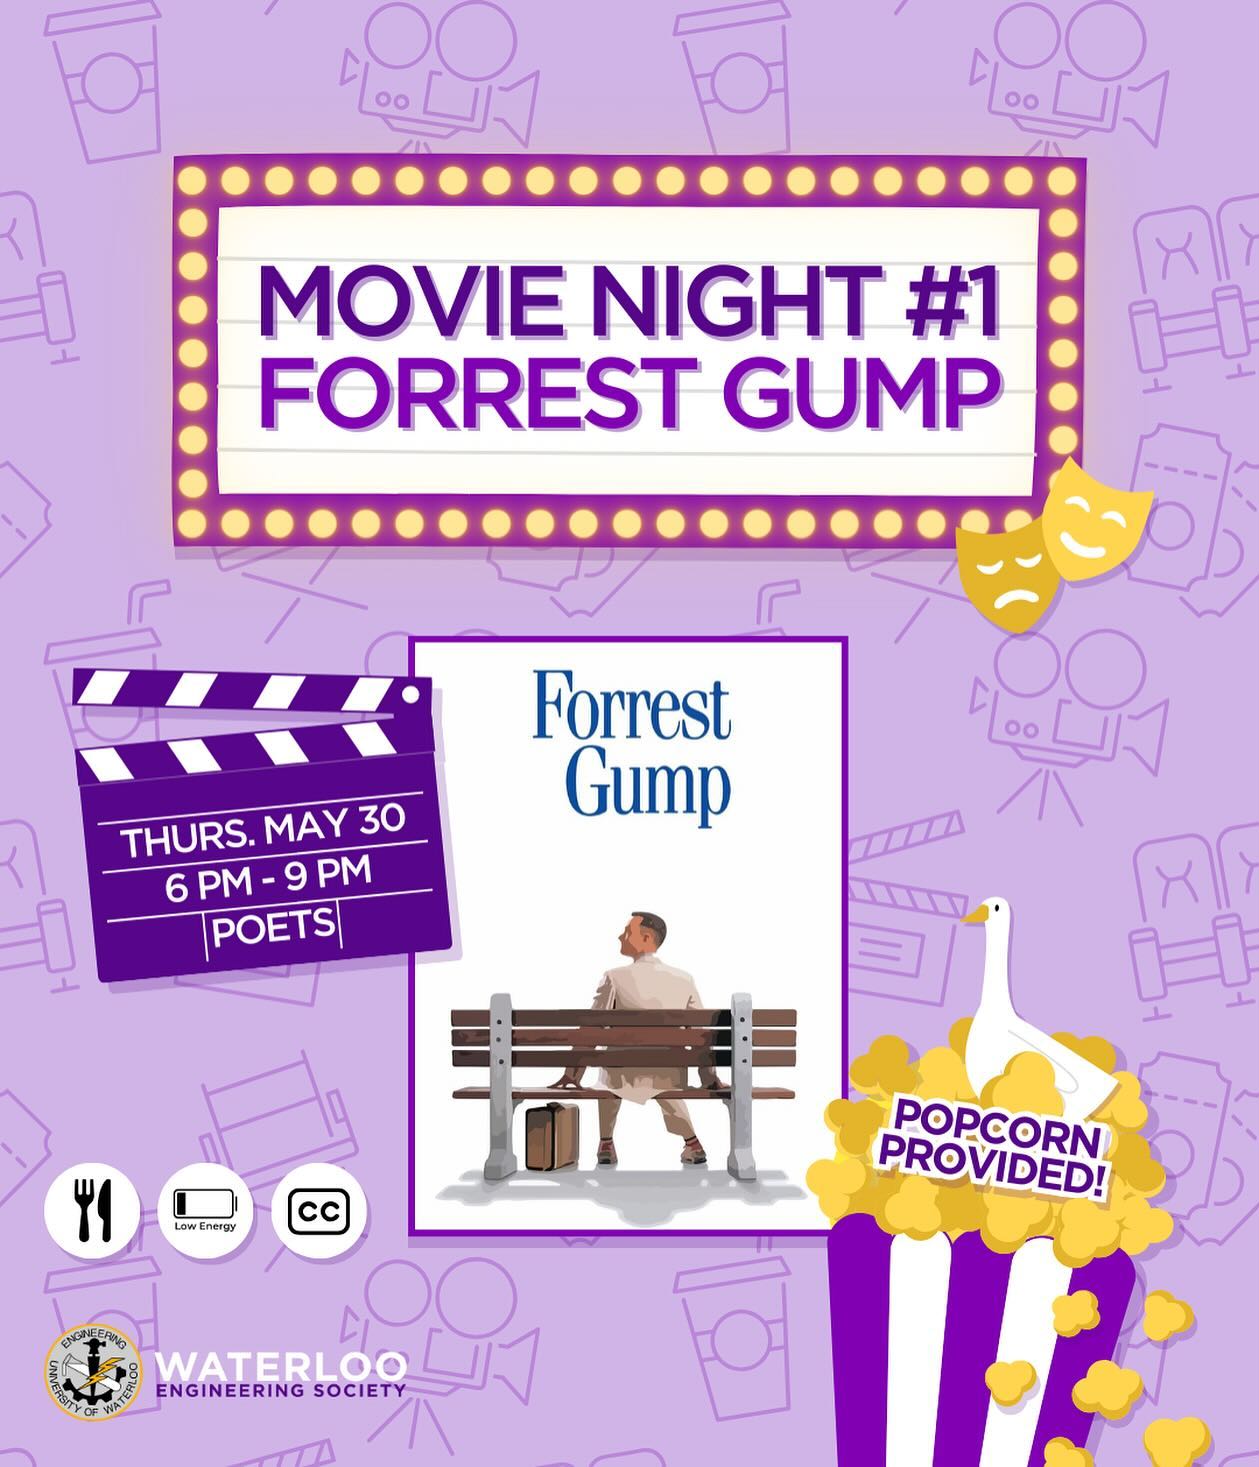 MOVIE NIGHT #1
FORREST GUMP
Forrest
Gump
THURS. MAY 30
6 PM - 9 PM
POETS
POPCORN
PROVIDED!
Low Energy
CC
ENGINEERING
UNIVERSITY OF WATERLOO
WATERLOO
ENGINEERING SOCIETY